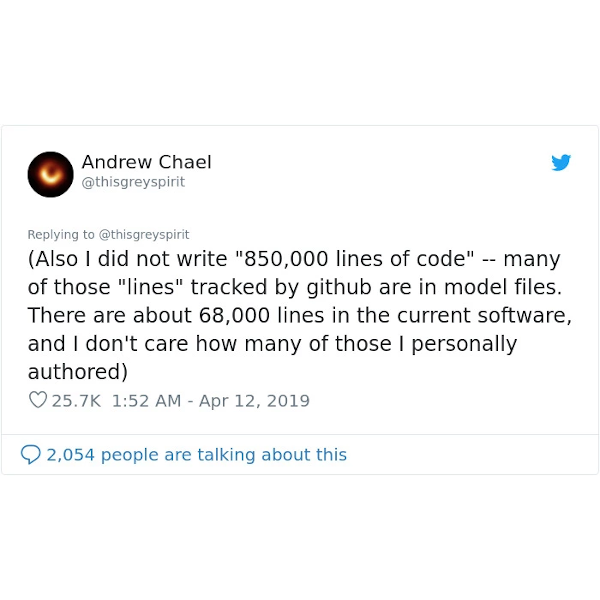 Andrew Chael
@thisgreyspirit
Replying to @thisgreyspirit
(Also I did not write "850,000 lines of code" -- many
of those "lines" tracked by github are in model files.
There are about 68,000 lines in the current software,
and I don't care how many of those I personally
authored)
25.7K 1:52 AM - Apr 12, 2019
2,054 people are talking about this